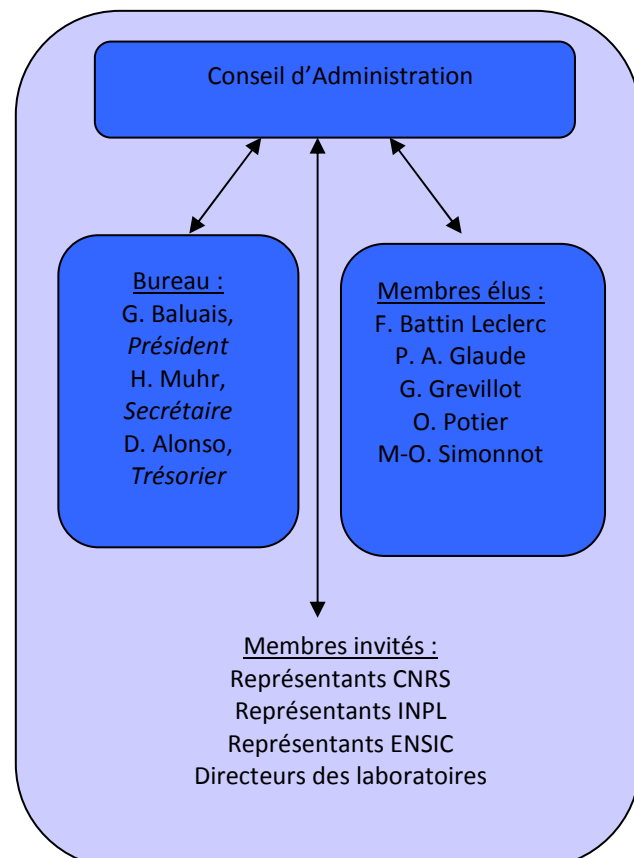 Conseil d’Administration
Bureau :
G. Baluais,
Président
H. Muhr,
Secrétaire
D. Alonso,
Trésorier
Membres élus :
F. Battin Leclerc
P. A. Glaude
G. Grevillot
O. Potier
M-O. Simonnot
Membres invités :
Représentants CNRS
Représentants INPL
Représentants ENSIC
Directeurs des laboratoires